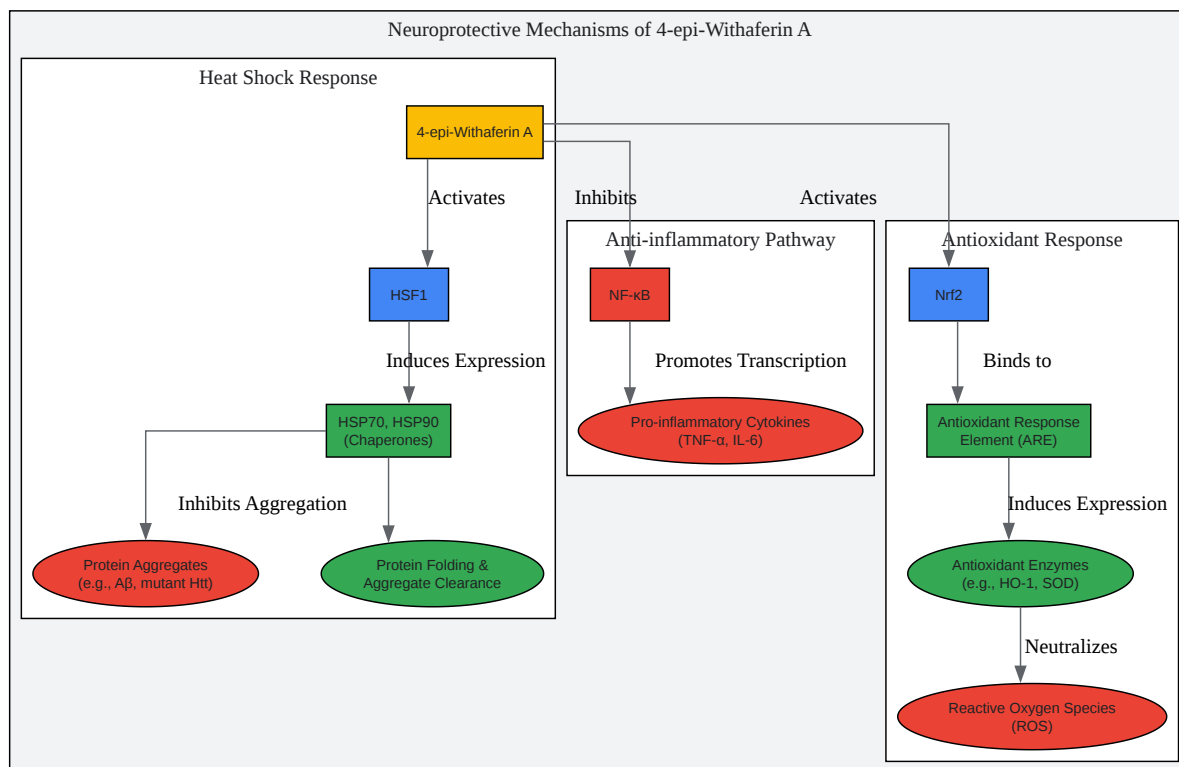 Neuroprotective Mechanisms of 4-epi-Withaferin A
Heat Shock Response
4-epi-Withaferin A
Activates
Inhibits
Activates
Anti-inflammatory Pathway
Antioxidant Response
HSF1
NF-κB
Nrf2
Induces Expression
Promotes Transcription
Binds to
HSP70, HSP90
(Chaperones)
Pro-inflammatory Cytokines
(TNF-α, IL-6)
Antioxidant Response
Element (ARE)
Inhibits Aggregation
Induces Expression
Protein Aggregates
(e.g., Aβ, mutant Htt)
Protein Folding &
Aggregate Clearance
Antioxidant Enzymes
(e.g., HO-1, SOD)
Neutralizes
Reactive Oxygen Species
(ROS)